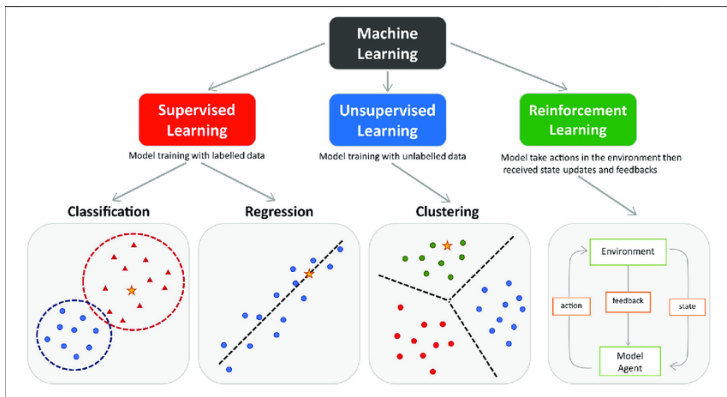 Machine
Learning
Supervised
Learning
Unsupervised
Learning
Reinforcement
Learning
Model training with labelled data
Model training with unlabelled data
Model take actions in the environment then
received state updates and feedbacks
Classification
Regression
Clustering
Environment
action
feedback
state
Model
Agent